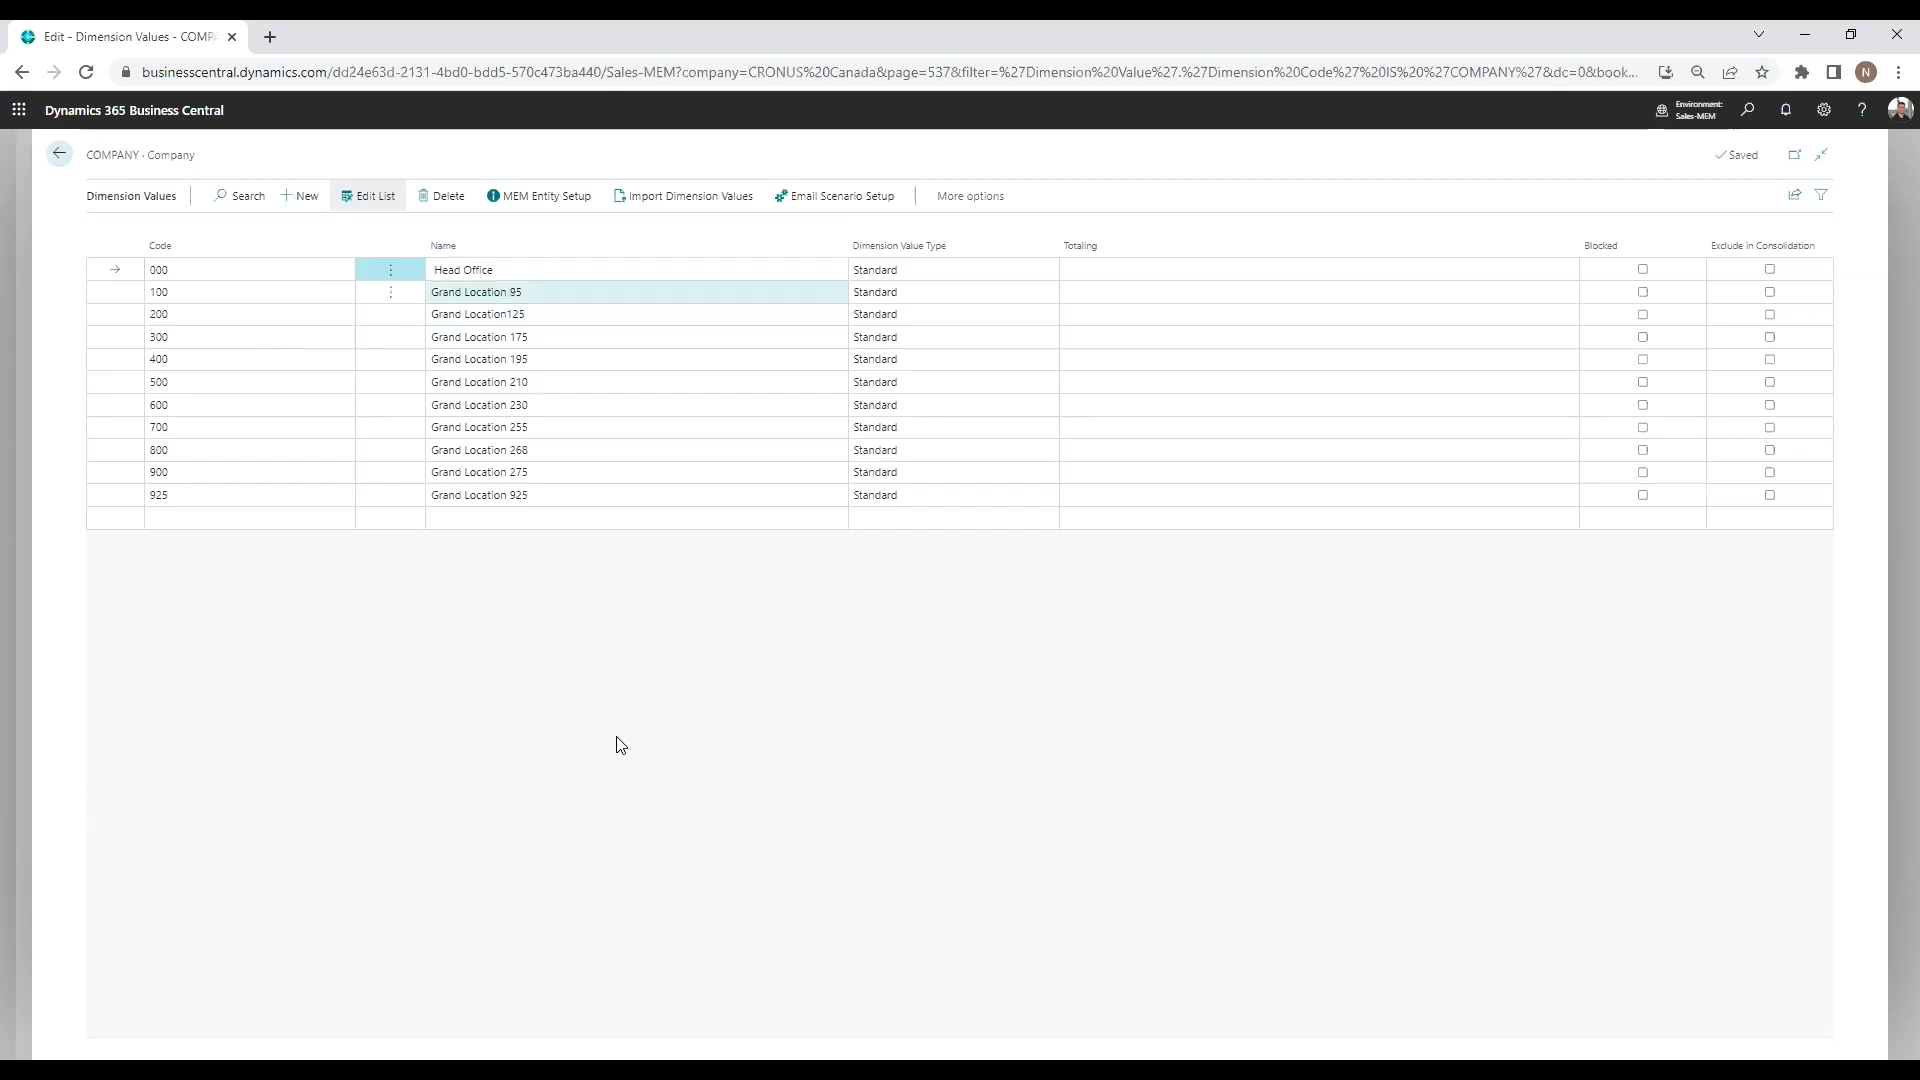 Edit - Dimension Values - COMPA
businesscentral.dynamics.com/dd24e63d-2131-4bd0-bdd5-570c473ba440/Sales-MEM?company=CRONUS%20Canada&page=537&filter=%27Dimension%20Value%27.%27Dimension%20Code%27%20IS%20%27COMPANY%27&dc=0&book... N
Dynamics 365 Business Central Environment: Sales-MEM ?
COMPANY · Company Saved
Dimension Values Search New Edit List Delete MEM Entity Setup Import Dimension Values Email Scenario Setup More options
Code Name Dimension Value Type Totaling Blocked Exclude in Consolidation
000 Head Office Standard
100 Grand Location 95 Standard
200 Grand Location125 Standard
300 Grand Location 175 Standard
400 Grand Location 195 Standard
500 Grand Location 210 Standard
600 Grand Location 230 Standard
700 Grand Location 255 Standard
800 Grand Location 268 Standard
900 Grand Location 275 Standard
925 Grand Location 925 Standard